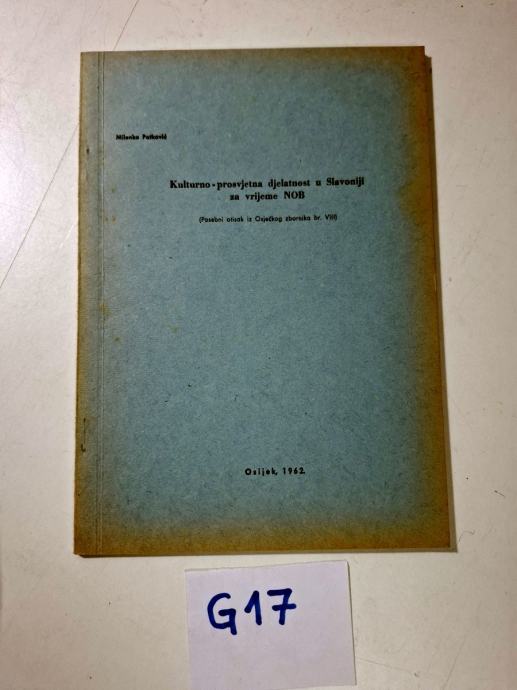 Milenko Patković
Kulturno-prosvjetna djelatnost u Slavoniji
za vrijeme NOB
(Posebni otisak iz Osječkog zbornika br. VIII)
Osijek, 1962.
G17